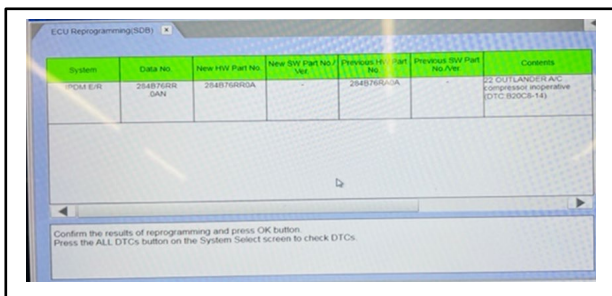 ECU Reprogramming(SDB)
System
Data No.
New HW Part No.
New SW Part No./
Ver.
Previous HW Part
No.
Previous SW Part
No./Ver.
Contents
IPDM E/R
284B76RR
0AN
284B76RR0A
-
284B76RA0A
-
22 OUTLANDER A/C
compressor inoperative
(DTC B20C8-14)
Confirm the results of reprogramming and press OK button.
Press the ALL DTCs button on the System Select screen to check DTCs.